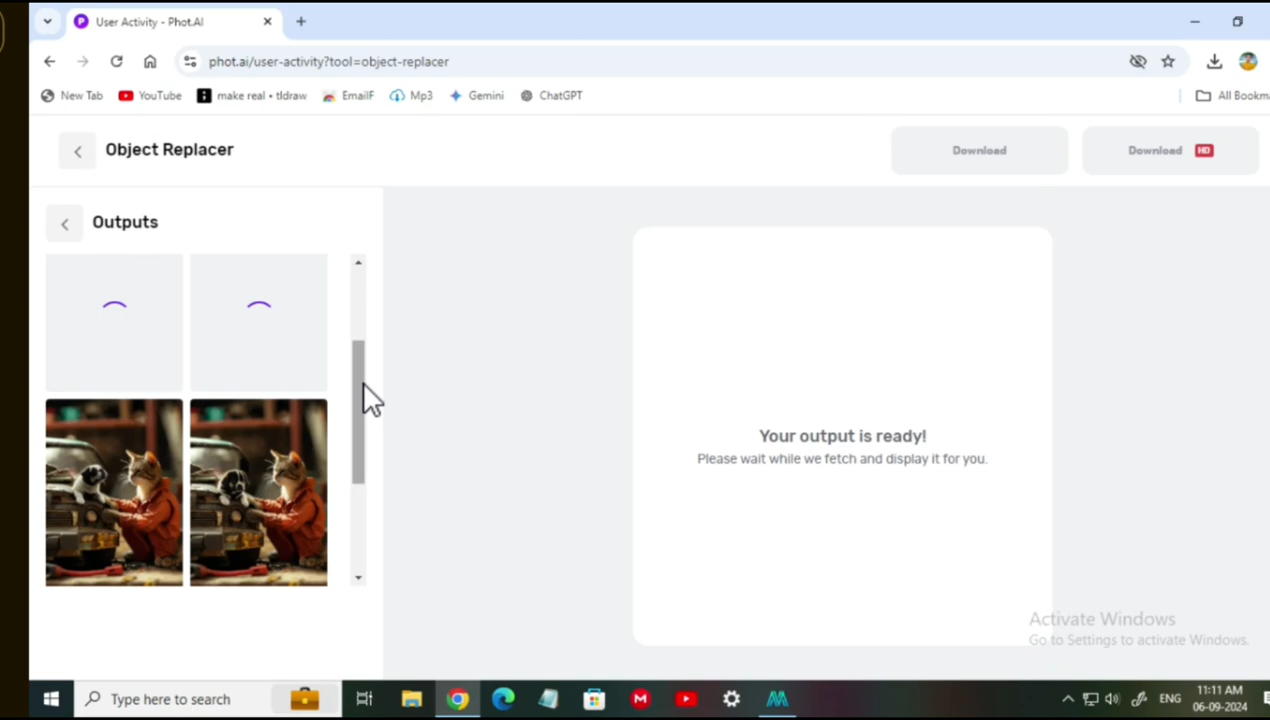 User Activity - Phot.AI
phot.ai/user-activity?tool=object-replacer
New Tab YouTube make real • tldraw EmailF Mp3 Gemini ChatGPT All Bookma
Object Replacer
Download
Download HD
Outputs
Your output is ready!
Please wait while we fetch and display it for you.
Activate Windows
Go to Settings to activate Windows.
Type here to search
ENG
11:11 AM
06-09-2024